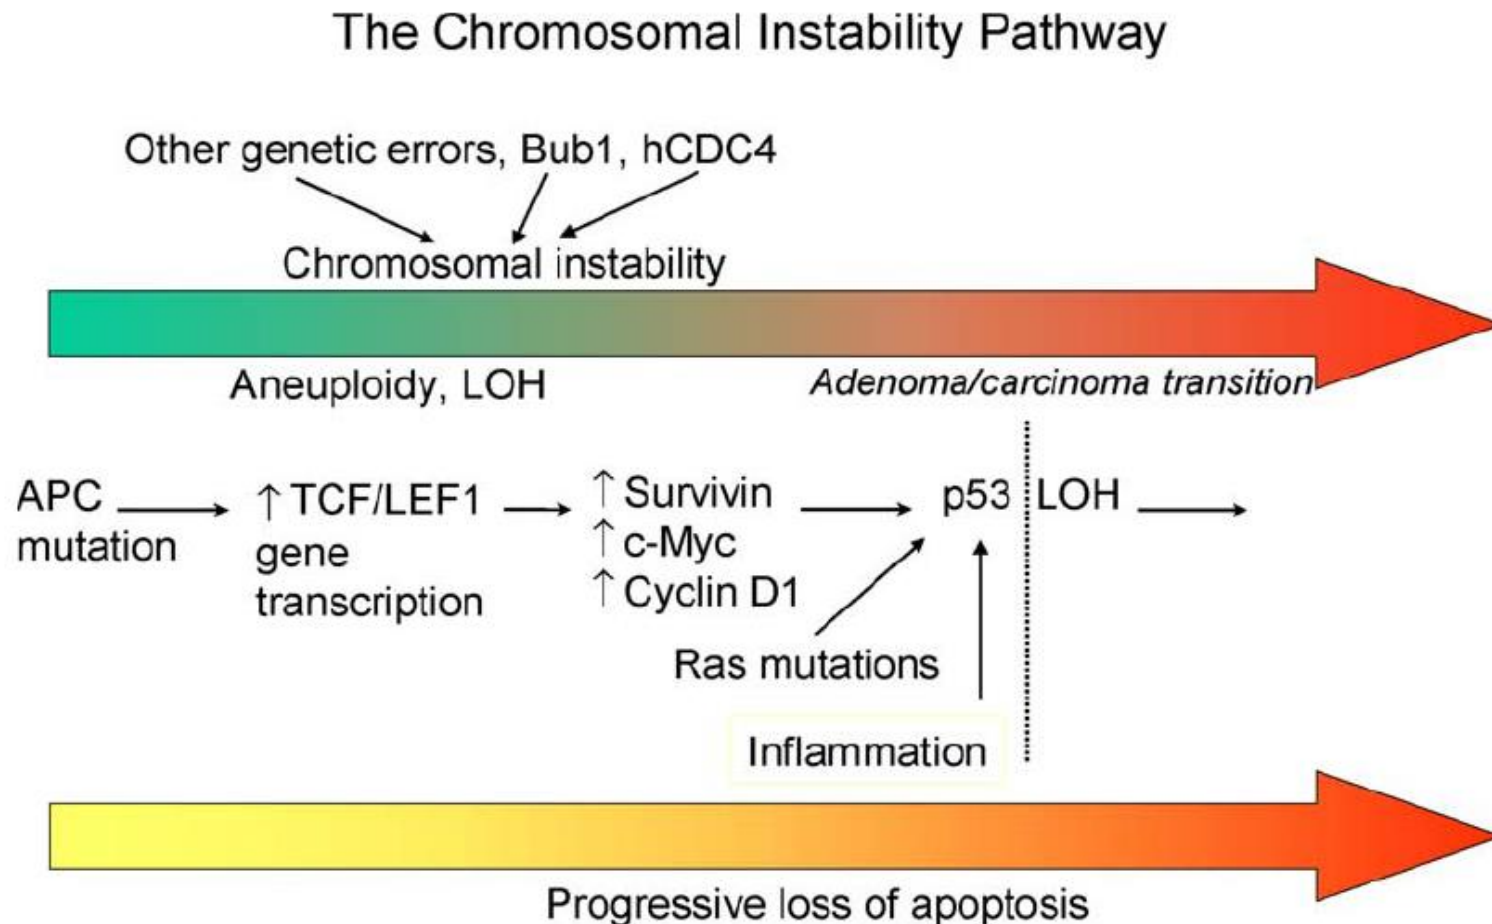 The Chromosomal Instability Pathway
Other genetic errors, Bub1, hCDC4
Chromosomal instability
Aneuploidy, LOH
Adenoma/carcinoma transition
APC
mutation
↑ TCF/LEF1
gene
transcription
↑ Survivin
↑ c-Myc
↑ Cyclin D1
p53 LOH
Ras mutations
Inflammation
Progressive loss of apoptosis